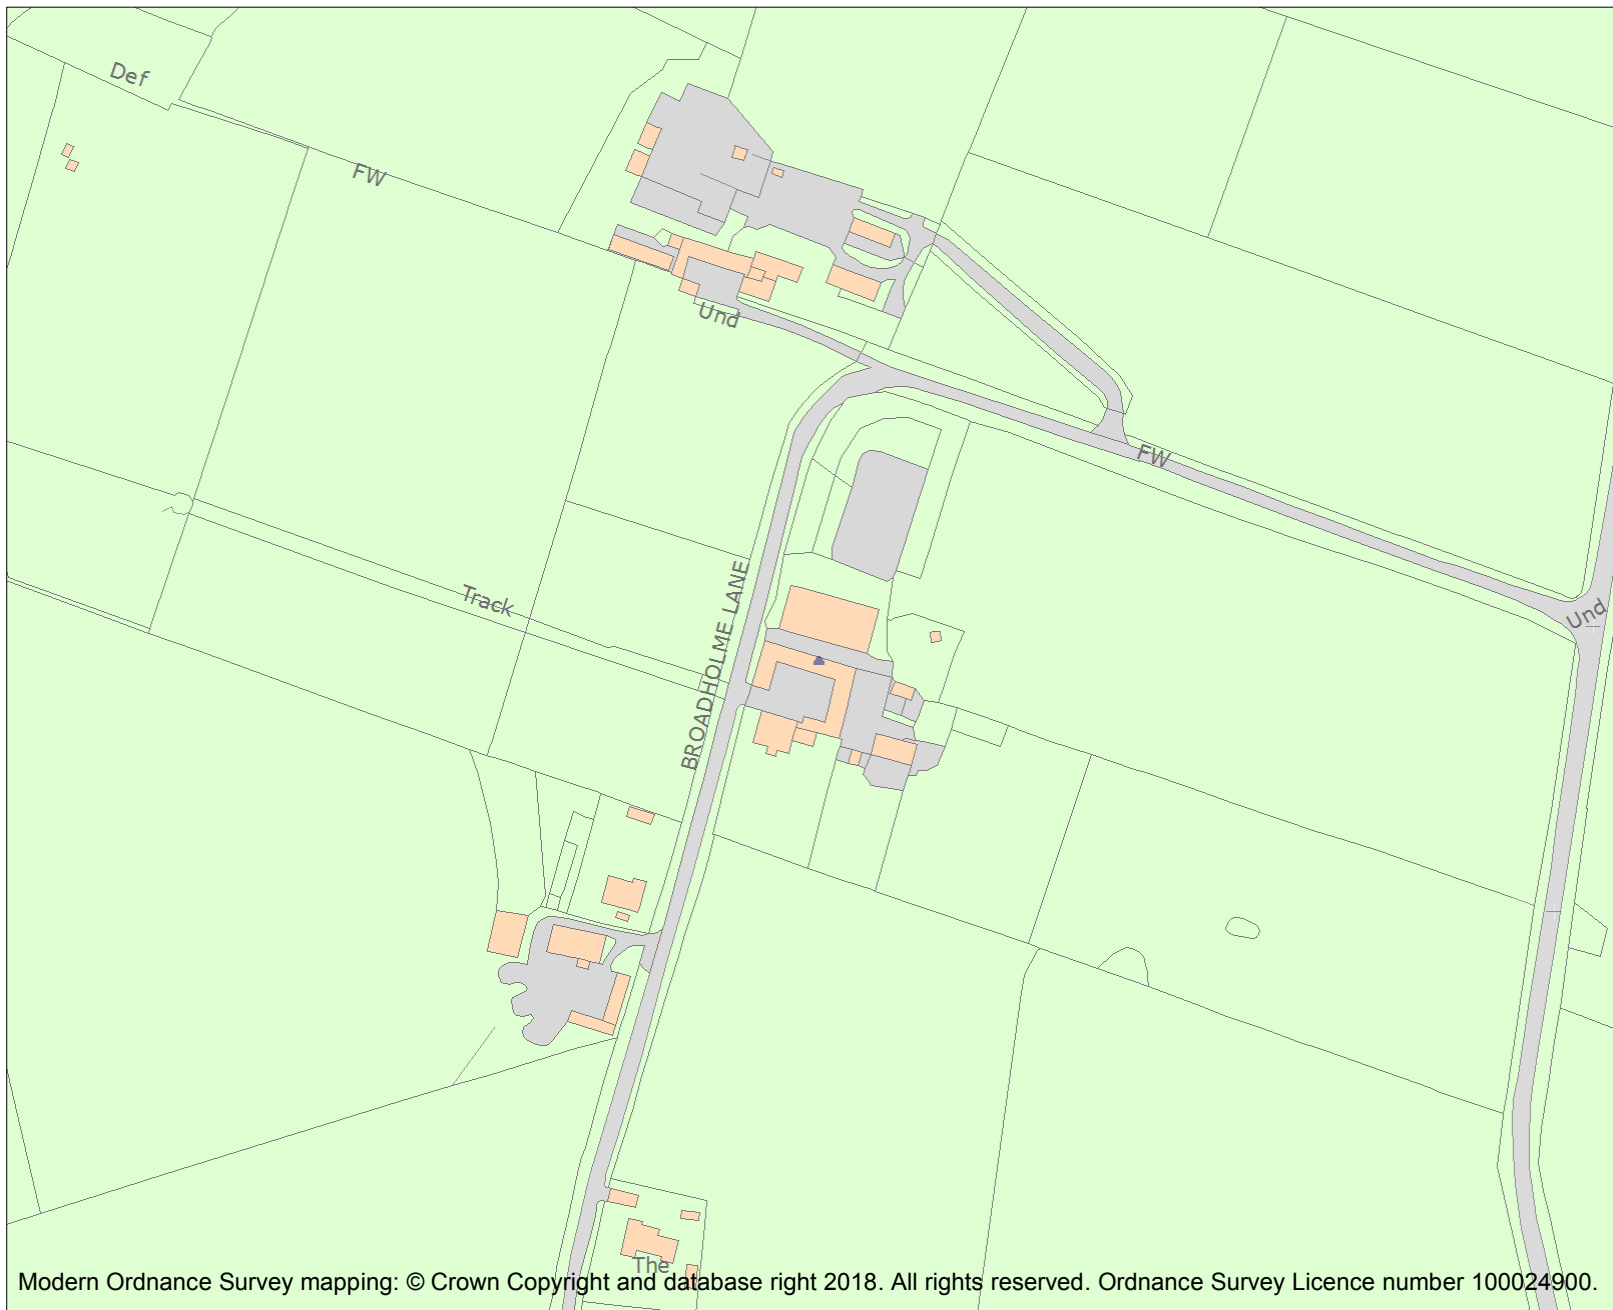 Def
FW
Und
FW
Track
BROADHOLME LANE
Und
The
Modern Ordnance Survey mapping: © Crown Copyright and database right 2018. All rights reserved. Ordnance Survey Licence number 100024900.